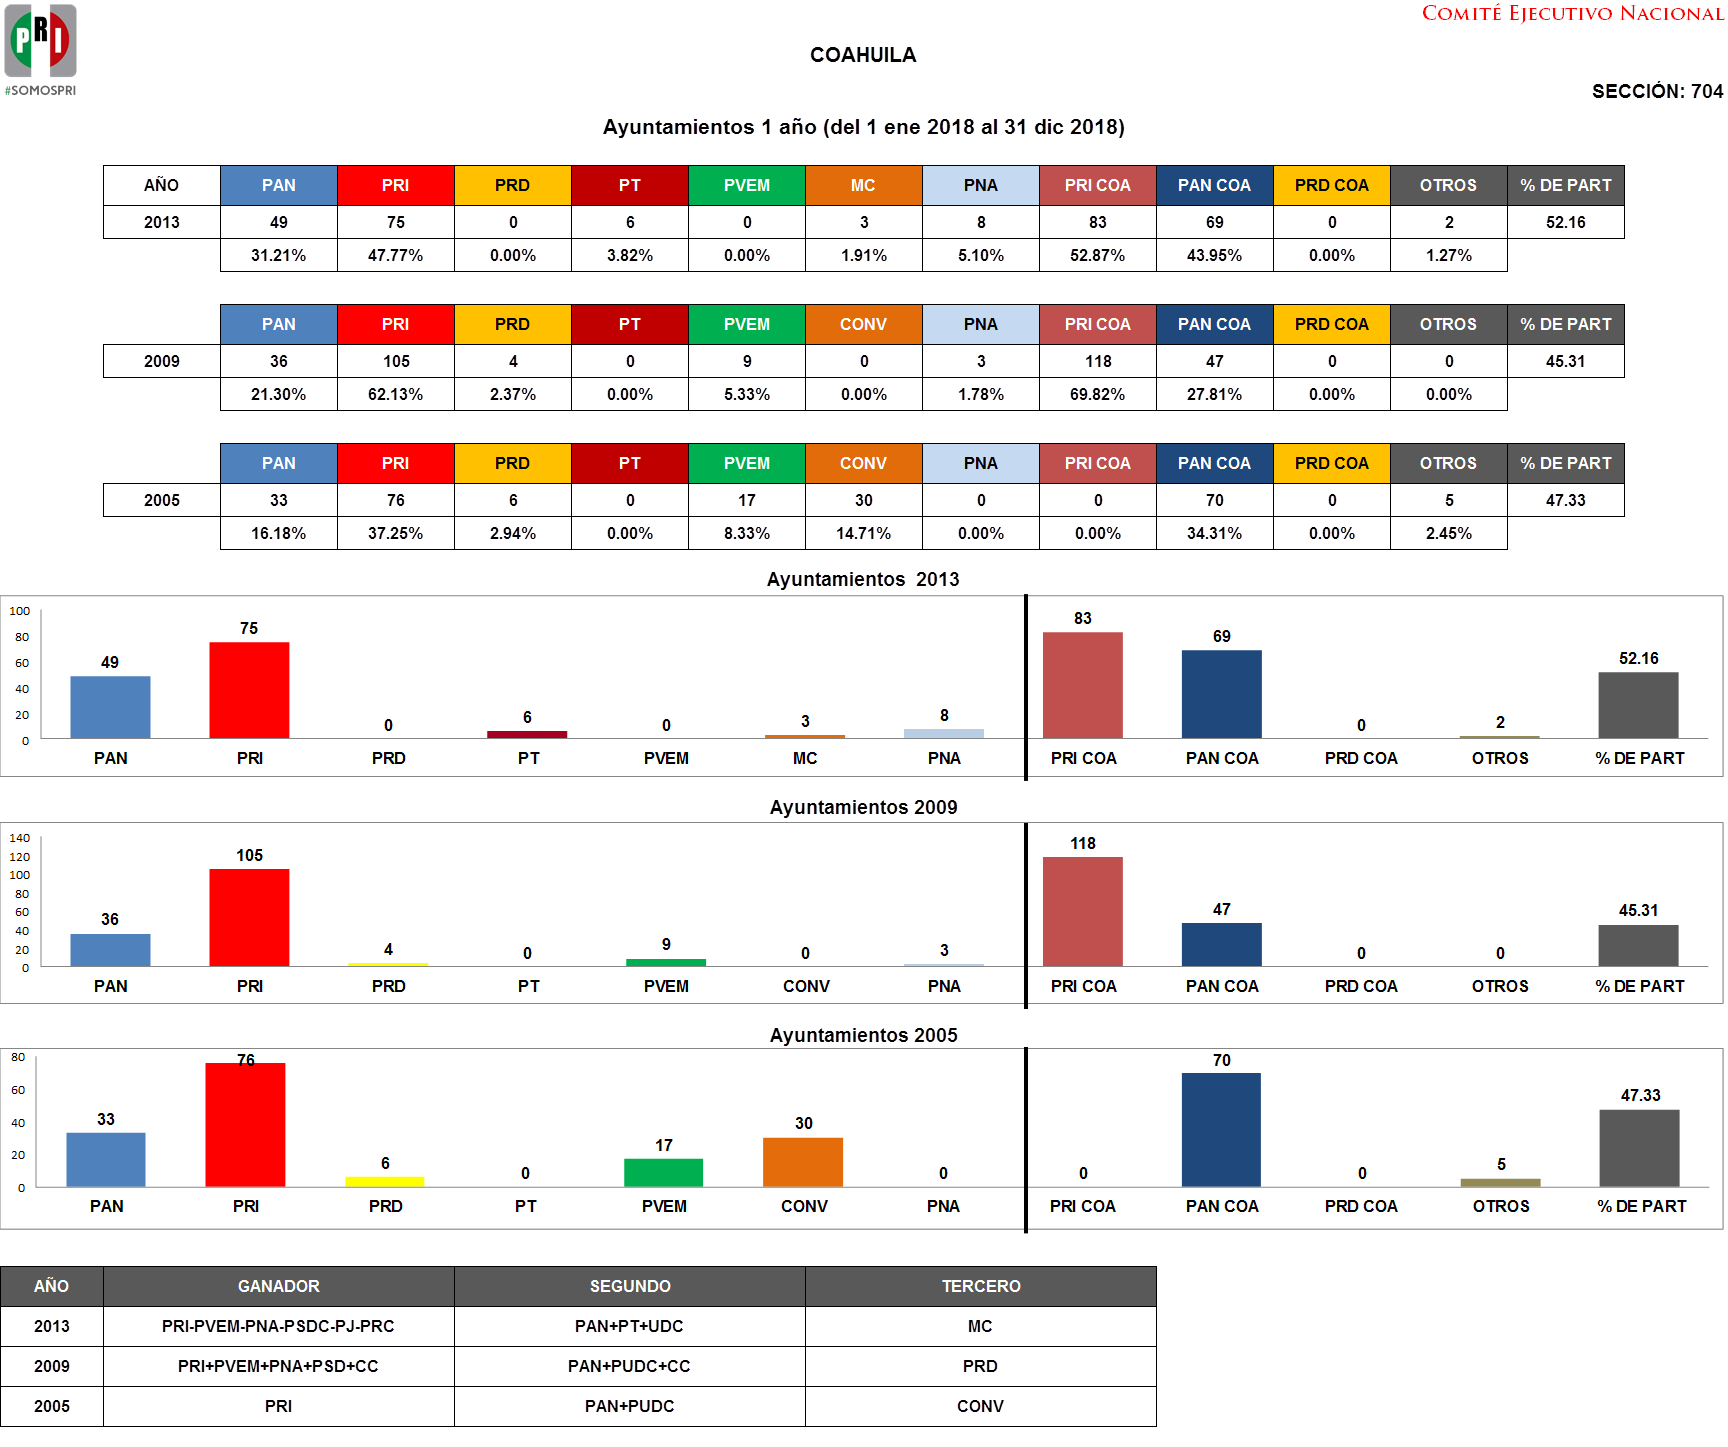 PRI
#SOMOSPRI
COMITÉ EJECUTIVO NACIONAL
COAHUILA
SECCIÓN: 704
Ayuntamientos 1 año (del 1 ene 2018 al 31 dic 2018)
AÑO PAN PRI PRD PT PVEM MC PNA PRI COA PAN COA PRD COA OTROS % DE PART
2013 49 75 0 6 0 3 8 83 69 0 2 52.16
31.21% 47.77% 0.00% 3.82% 0.00% 1.91% 5.10% 52.87% 43.95% 0.00% 1.27%
PAN PRI PRD PT PVEM CONV PNA PRI COA PAN COA PRD COA OTROS % DE PART
2009 36 105 4 0 9 0 3 118 47 0 0 45.31
21.30% 62.13% 2.37% 0.00% 5.33% 0.00% 1.78% 69.82% 27.81% 0.00% 0.00%
PAN PRI PRD PT PVEM CONV PNA PRI COA PAN COA PRD COA OTROS % DE PART
2005 33 76 6 0 17 30 0 0 70 0 5 47.33
16.18% 37.25% 2.94% 0.00% 8.33% 14.71% 0.00% 0.00% 34.31% 0.00% 2.45%
Ayuntamientos 2013
100
80
60
40
20
0
49 75 0 6 0 3 8 83 69 0 2 52.16
PAN PRI PRD PT PVEM MC PNA PRI COA PAN COA PRD COA OTROS % DE PART
Ayuntamientos 2009
140
120
100
80
60
40
20
0
36 105 4 0 9 0 3 118 47 0 0 45.31
PAN PRI PRD PT PVEM CONV PNA PRI COA PAN COA PRD COA OTROS % DE PART
Ayuntamientos 2005
80
60
40
20
0
33 76 6 0 17 30 0 0 70 0 5 47.33
PAN PRI PRD PT PVEM CONV PNA PRI COA PAN COA PRD COA OTROS % DE PART
AÑO GANADOR SEGUNDO TERCERO
2013 PRI-PVEM-PNA-PSDC-PJ-PRC PAN+PT+UDC MC
2009 PRI+PVEM+PNA+PSD+CC PAN+PUDC+CC PRD
2005 PRI PAN+PUDC CONV